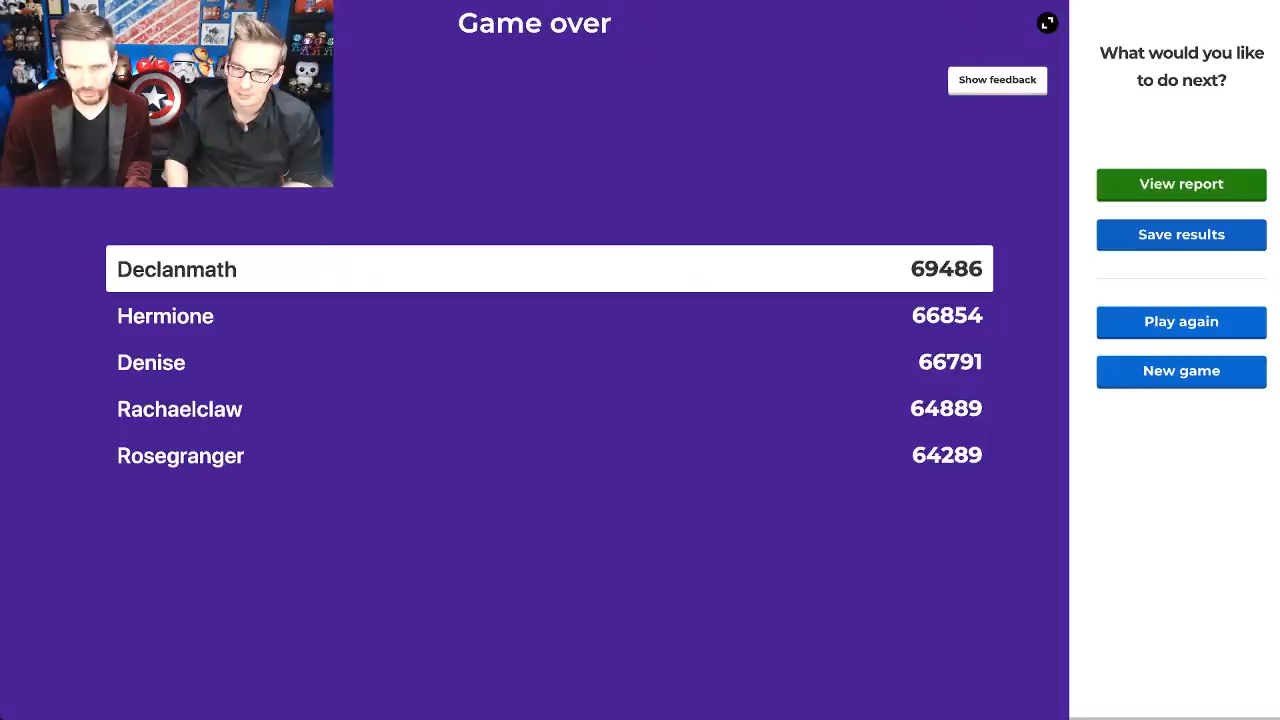 Game over
Show feedback
What would you like
to do next?
View report
Save results
Play again
New game
Declanmath 69486
Hermione 66854
Denise 66791
Rachaelclaw 64889
Rosegranger 64289